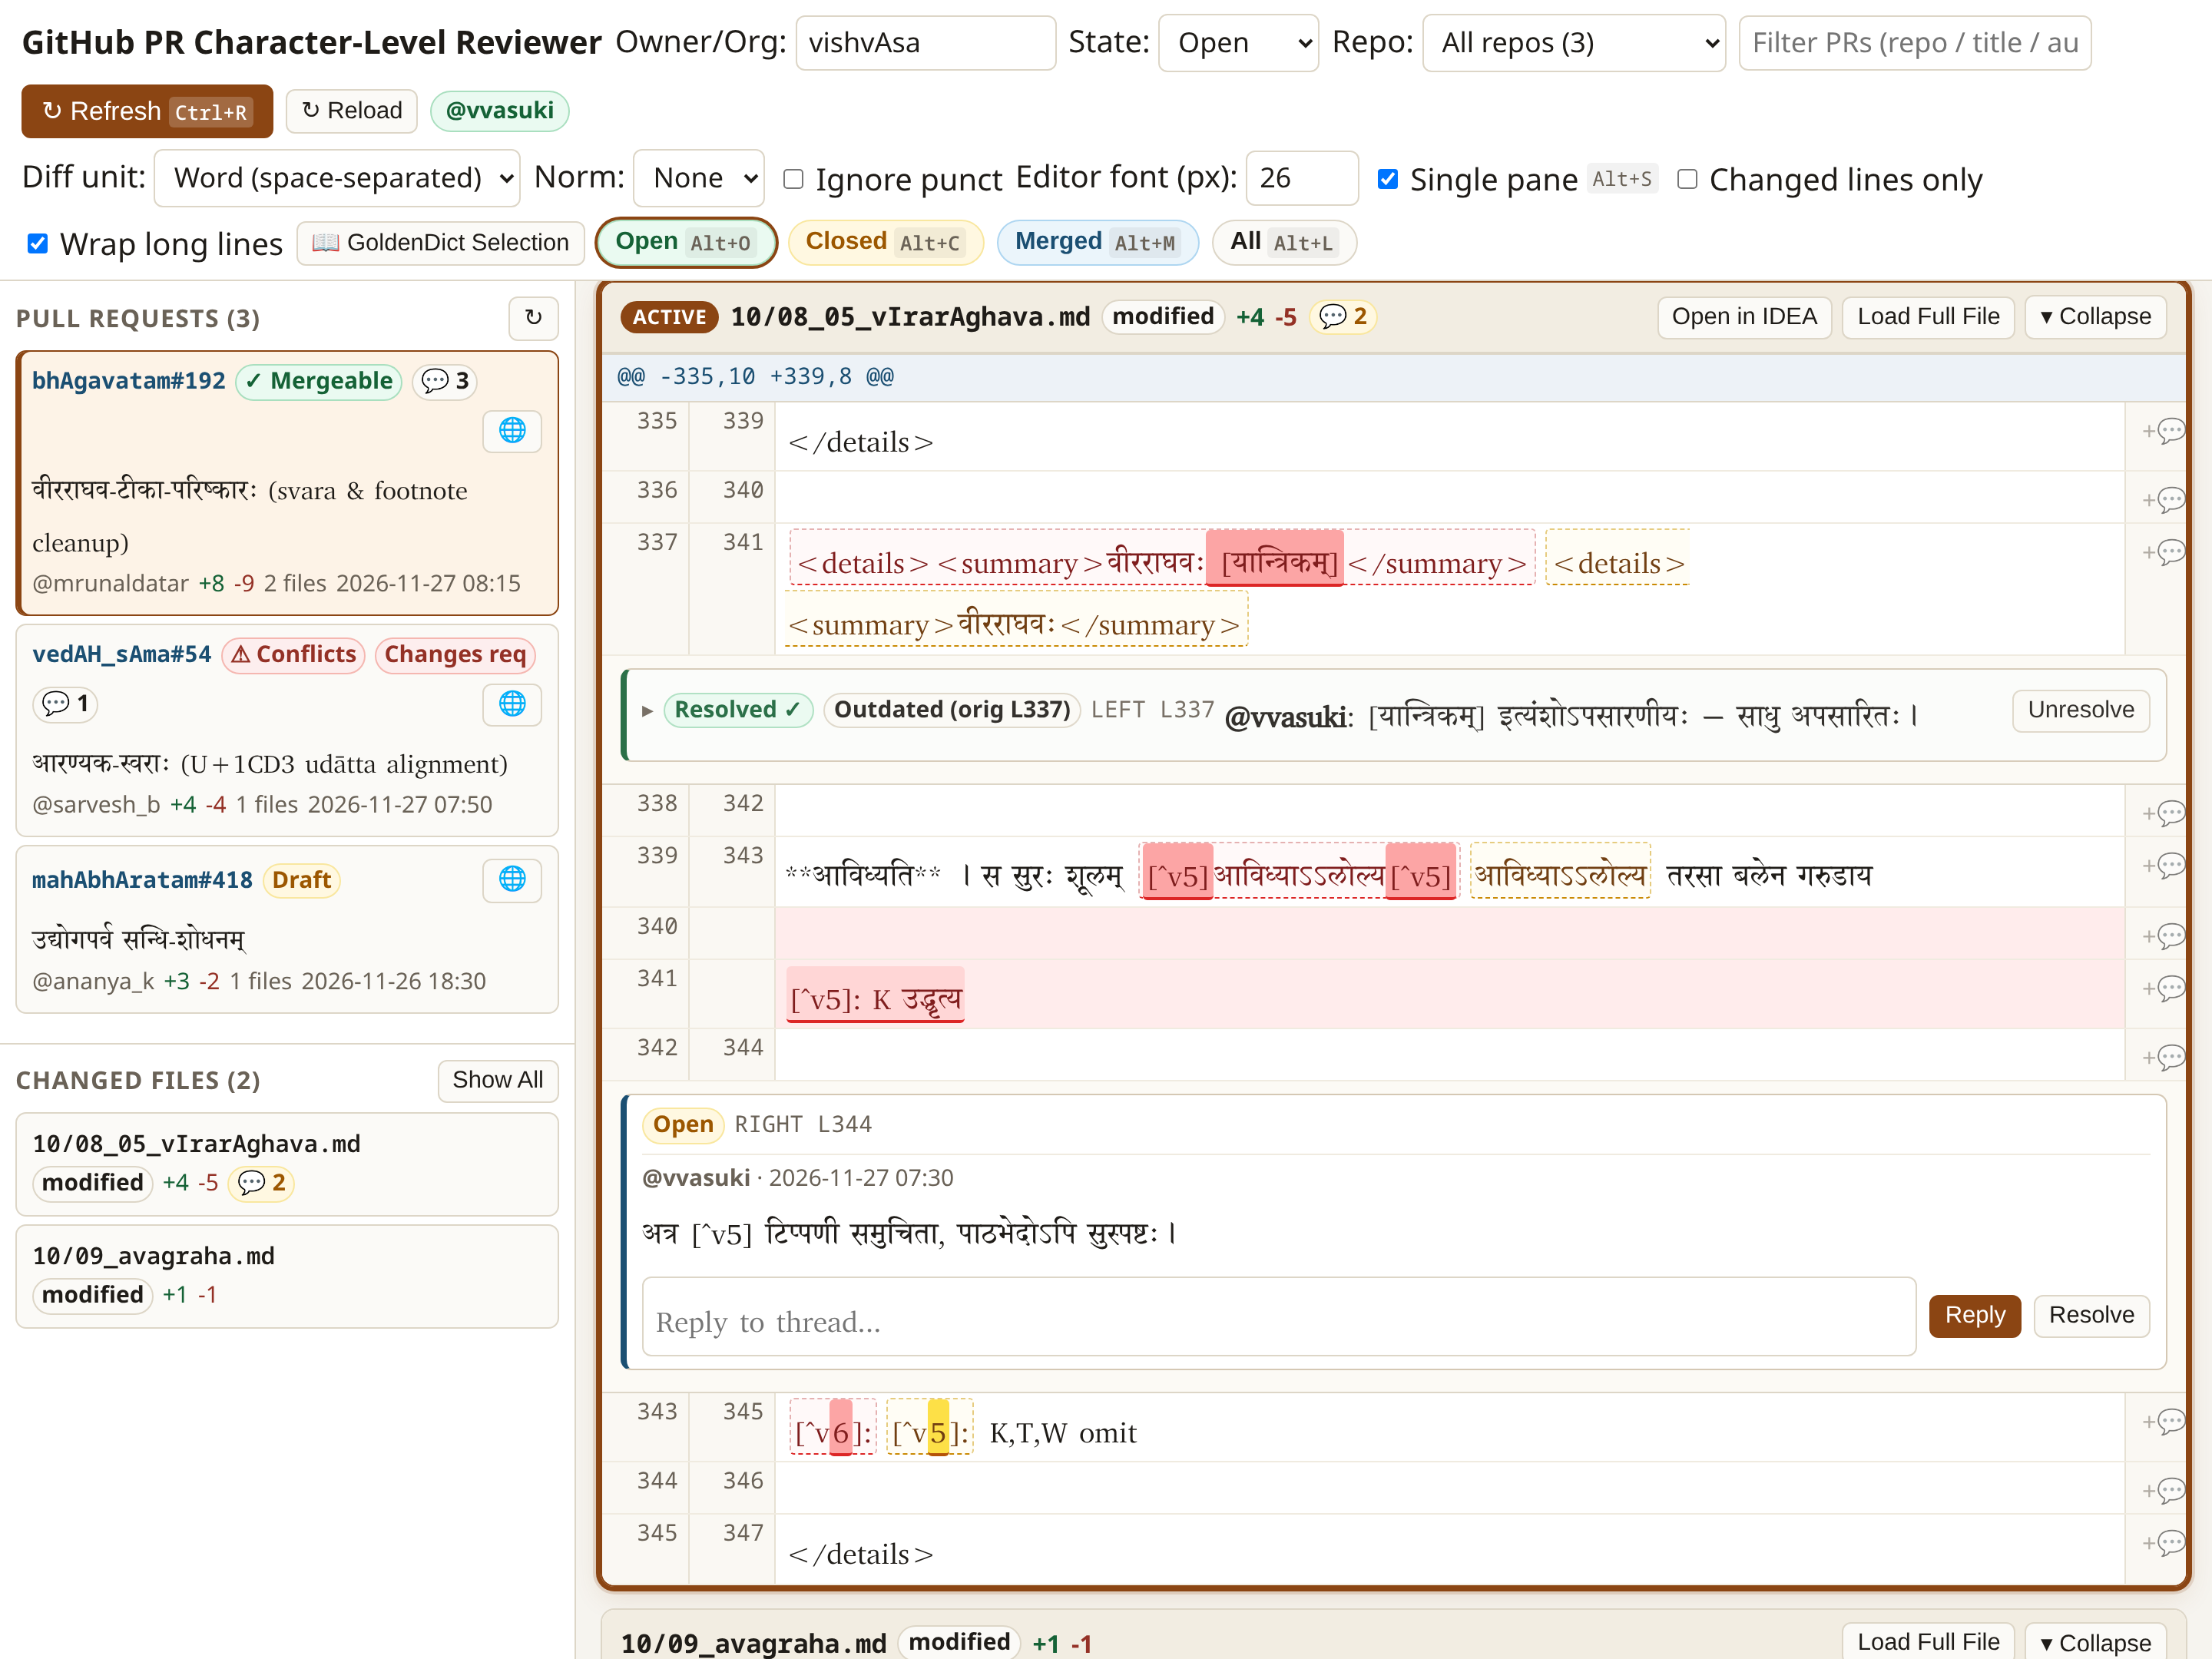 GitHub PR Character-Level Reviewer Owner/Org: vishvAsa State: Open Repo: All repos (3) Filter PRs (repo / title / au
↻ Refresh Ctrl+R ↻ Reload @vvasuki
Diff unit: Word (space-separated) Norm: None Ignore punct Editor font (px): 26 Single pane Alt+S Changed lines only
Wrap long lines 📖 GoldenDict Selection Open Alt+O Closed Alt+C Merged Alt+M All Alt+L
PULL REQUESTS (3) ↻
bhAgavatam#192 ✓ Mergeable 💬 3
🌐
वीरराघव-टीका-परिष्कारः (svara & footnote
cleanup)
@mrunaldatar +8 -9 2 files 2026-11-27 08:15
vedAH_sAma#54 ⚠ Conflicts Changes req
💬 1 🌐
आरण्यक-स्वराः (U+1CD3 udātta alignment)
@sarvesh_b +4 -4 1 files 2026-11-27 07:50
mahAbhAratam#418 Draft 🌐
उद्योगपर्व सन्धि-शोधनम्
@ananya_k +3 -2 1 files 2026-11-26 18:30
CHANGED FILES (2) Show All
10/08_05_vIrarAghava.md
modified +4 -5 💬 2
10/09_avagraha.md
modified +1 -1
ACTIVE 10/08_05_vIrarAghava.md modified +4 -5 💬 2 Open in IDEA Load Full File ▾ Collapse
@@ -335,10 +339,8 @@
335 339 </details> +💬
336 340 +💬
337 341 <details><summary>वीरराघवः [यान्त्रिकम्]</summary> <details> +💬
<summary>वीरराघवः</summary>
▸ Resolved ✓ Outdated (orig L337) LEFT L337 @vvasuki: [यान्त्रिकम्] इत्यंशोऽपसारणीयः — साधु अपसारितः। Unresolve
338 342 +💬
339 343 **आविध्यति** । स सुरः शूलम् [^v5]आविध्याऽऽलोल्य[^v5] आविध्याऽऽलोल्य तरसा बलेन गरुडाय +💬
340 +💬
341 [^v5]: K उद्धृत्य +💬
342 344 +💬
Open RIGHT L344
@vvasuki · 2026-11-27 07:30
अत्र [^v5] टिप्पणी समुचिता, पाठभेदोऽपि सुस्पष्टः।
Reply to thread... Reply Resolve
343 345 [^v6]: [^v5]: K,T,W omit +💬
344 346 +💬
345 347 </details> +💬
10/09_avagraha.md modified +1 -1 Load Full File ▾ Collapse